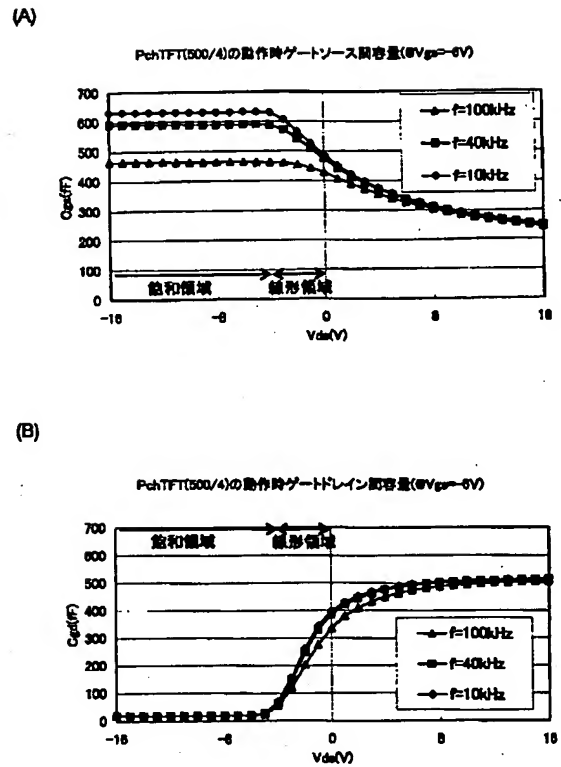 (A)
PchTFT(500/4)の動作時ゲートソース間容量(@Vgs=-6V)
Cgs(fF)
700
600
500
400
300
200
100
0
f=100kHz
f=40kHz
f=10kHz
飽和領域
線形領域
-16
-8
0
8
16
Vds(V)
(B)
PchTFT(500/4)の動作時ゲートドレイン間容量(@Vgs=-6V)
Cgd(fF)
700
600
500
400
300
200
100
0
飽和領域
線形領域
f=100kHz
f=40kHz
f=10kHz
-16
-8
0
8
16
Vds(V)